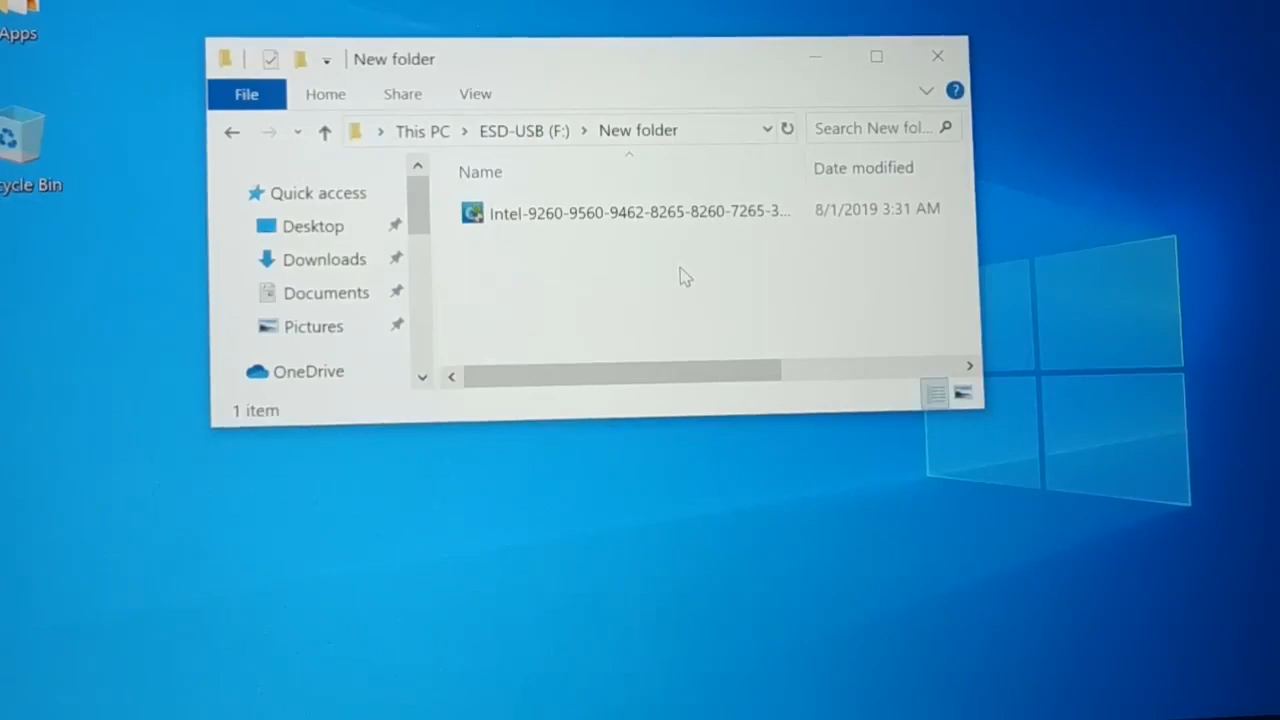 Apps
cycle Bin
New folder
File Home Share View
This PC > ESD-USB (F:) > New folder
Search New fol...
Name Date modified
Quick access
Intel-9260-9560-9462-8265-8260-7265-3... 8/1/2019 3:31 AM
Desktop
Downloads
Documents
Pictures
OneDrive
1 item